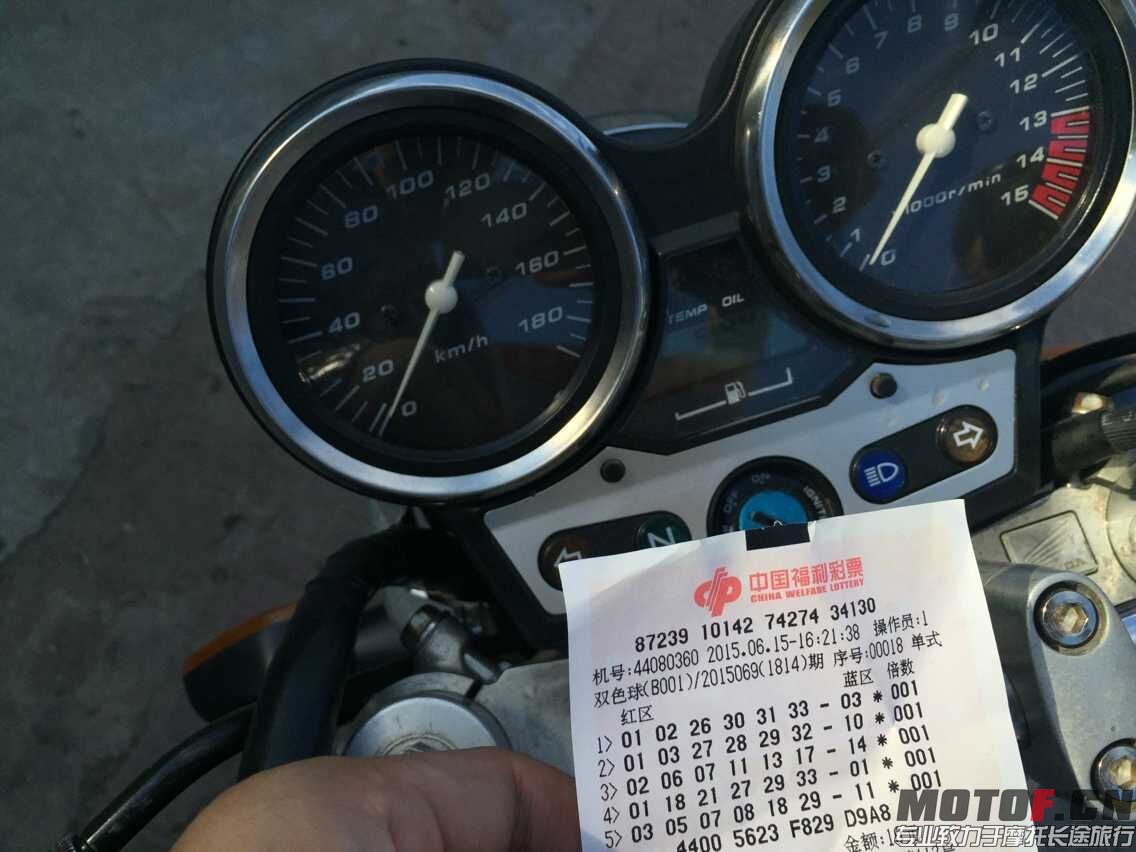 0
20
40
60
80
100
120
140
160
180
km/h
0
1
2
3
4
5
6
7
8
9
10
11
12
13
14
15
1000r/min
TEMP OIL
OFF ON
N
中国福利彩票
CHINA WELFARE LOTTERY
87239 10142 74274 34130
机号:44080360 2015.06.15-16:21:38 操作员:1
双色球(B001)/2015069(1814)期 序号:00018 单式
红区 蓝区 倍数
1> 01 02 26 30 31 33 - 03 * 001
2> 01 03 27 28 29 32 - 10 * 001
3> 02 06 07 11 13 17 - 14 * 001
4> 01 18 21 27 29 33 - 01 * 001
5> 03 05 07 08 18 29 - 11 * 001
4400 5623 F829 D9A8
金额:
MOTOF.CN
专业致力于摩托长途旅行